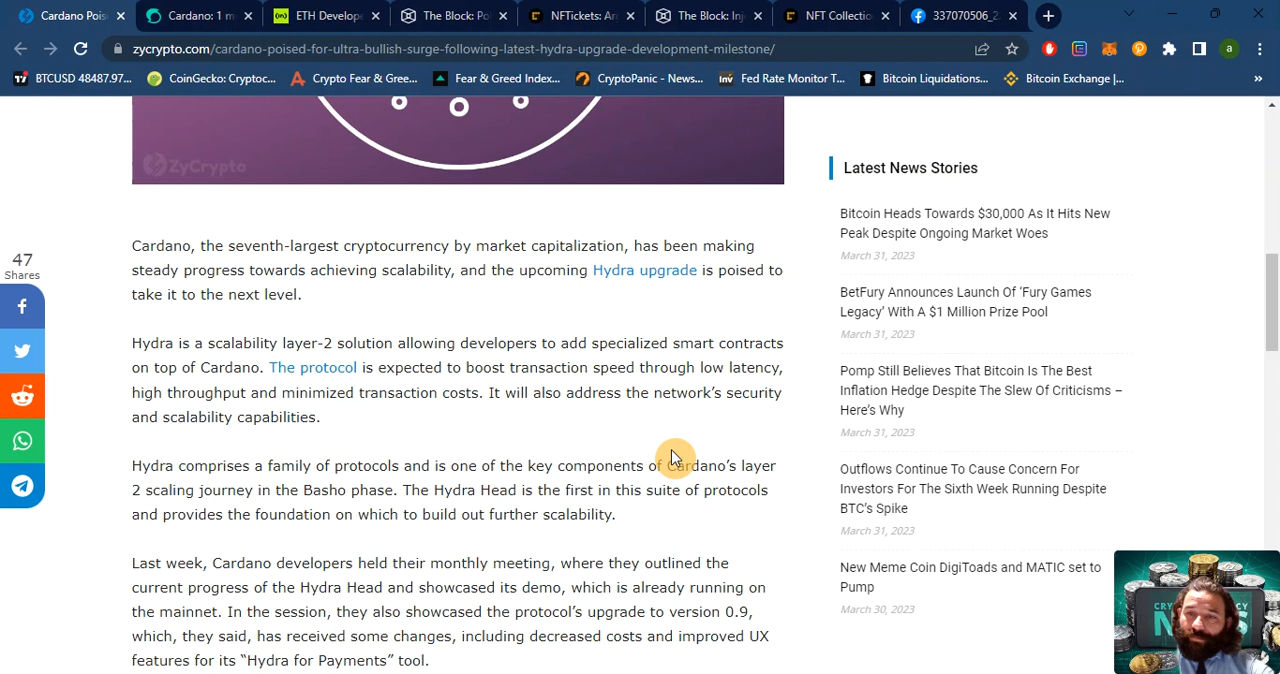 Cardano Pois
Cardano: 1 m
ETH Develop
The Block: Po
NFTickets: Ar
The Block: Inj
NFT Collectio
337070506_2
zycrypto.com/cardano-poised-for-ultra-bullish-surge-following-latest-hydra-upgrade-development-milestone/
a
BTCUSD 48487.97...
CoinGecko: Cryptoc...
Crypto Fear & Gree...
Fear & Greed Index...
CryptoPanic - News...
Inv
Fed Rate Monitor T...
Bitcoin Liquidations...
Bitcoin Exchange |...
»
ZyCrypto
47
Shares
Cardano, the seventh-largest cryptocurrency by market capitalization, has been making
steady progress towards achieving scalability, and the upcoming Hydra upgrade is poised to
take it to the next level.
Hydra is a scalability layer-2 solution allowing developers to add specialized smart contracts
on top of Cardano. The protocol is expected to boost transaction speed through low latency,
high throughput and minimized transaction costs. It will also address the network's security
and scalability capabilities.
Hydra comprises a family of protocols and is one of the key components of Cardano's layer
2 scaling journey in the Basho phase. The Hydra Head is the first in this suite of protocols
and provides the foundation on which to build out further scalability.
Last week, Cardano developers held their monthly meeting, where they outlined the
current progress of the Hydra Head and showcased its demo, which is already running on
the mainnet. In the session, they also showcased the protocol's upgrade to version 0.9,
which, they said, has received some changes, including decreased costs and improved UX
features for its "Hydra for Payments" tool.
Latest News Stories
Bitcoin Heads Towards $30,000 As It Hits New
Peak Despite Ongoing Market Woes
March 31, 2023
BetFury Announces Launch Of 'Fury Games
Legacy' With A $1 Million Prize Pool
March 31, 2023
Pomp Still Believes That Bitcoin Is The Best
Inflation Hedge Despite The Slew Of Criticisms –
Here's Why
March 31, 2023
Outflows Continue To Cause Concern For
Investors For The Sixth Week Running Despite
BTC's Spike
March 31, 2023
New Meme Coin DigiToads and MATIC set to
Pump
March 30, 2023